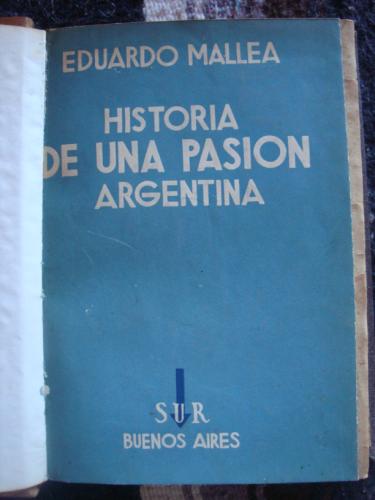 EDUARDO MALLEA
HISTORIA
DE UNA PASION
ARGENTINA
SUR
BUENOS AIRES